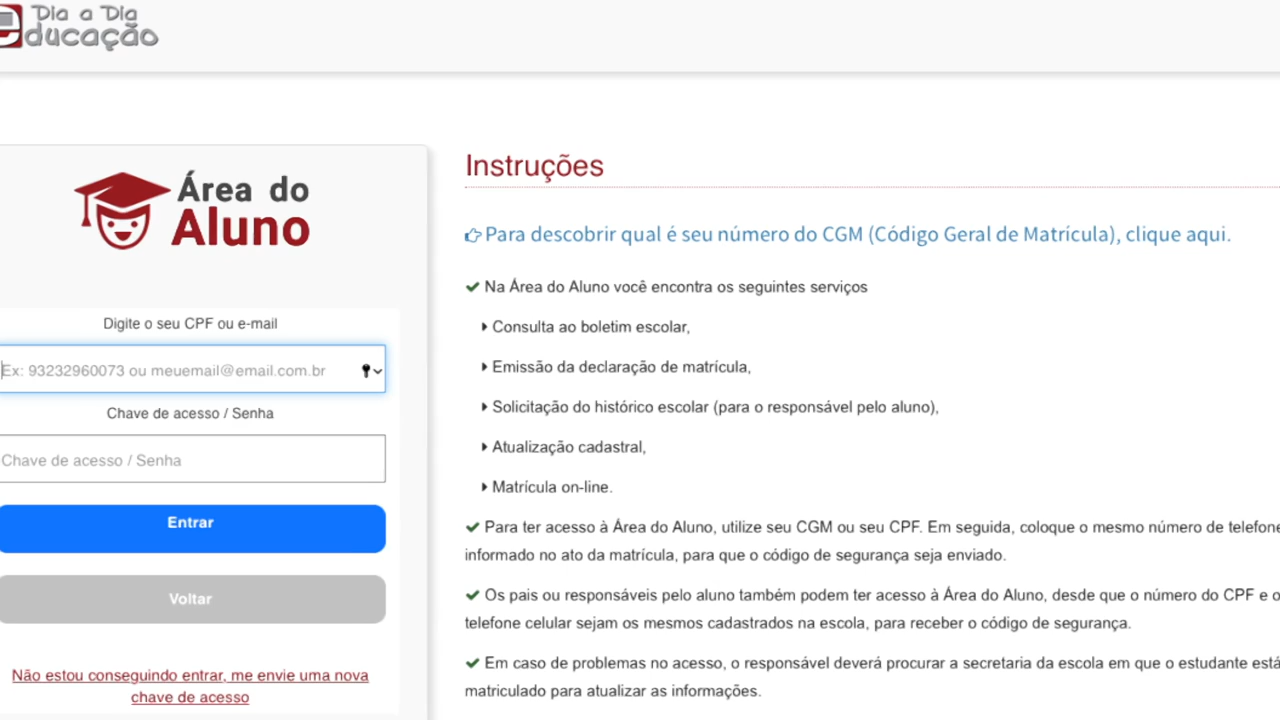 Dia a Dia
educação
Área do
Aluno
Digite o seu CPF ou e-mail
Ex: 93232960073 ou meuemail@email.com.br
Chave de acesso / Senha
Chave de acesso / Senha
Entrar
Voltar
Não estou conseguindo entrar, me envie uma nova
chave de acesso
Instruções
Para descobrir qual é seu número do CGM (Código Geral de Matrícula), clique aqui.
Na Área do Aluno você encontra os seguintes serviços
Consulta ao boletim escolar,
Emissão da declaração de matrícula,
Solicitação do histórico escolar (para o responsável pelo aluno),
Atualização cadastral,
Matrícula on-line.
Para ter acesso à Área do Aluno, utilize seu CGM ou seu CPF. Em seguida, coloque o mesmo número de telefone
informado no ato da matrícula, para que o código de segurança seja enviado.
Os pais ou responsáveis pelo aluno também podem ter acesso à Área do Aluno, desde que o número do CPF e o
telefone celular sejam os mesmos cadastrados na escola, para receber o código de segurança.
Em caso de problemas no acesso, o responsável deverá procurar a secretaria da escola em que o estudante está
matriculado para atualizar as informações.